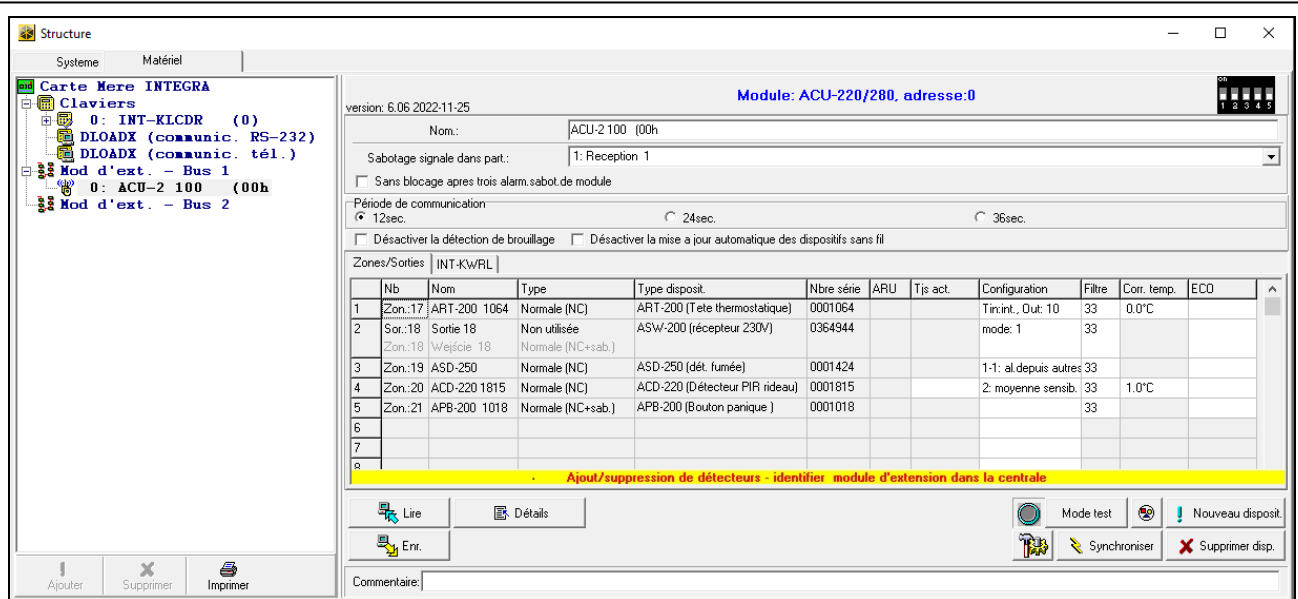 Structure
Systeme Matériel
Carte Mere INTEGRA
Claviers
0: INT-KLCDR (0)
DLOADX (communic. RS-232)
DLOADX (communic. tél.)
Mod d'ext. - Bus 1
0: ACU-2 100 (00h
Mod d'ext. - Bus 2
Ajouter Supprimer Imprimer
version: 6.06 2022-11-25
Module: ACU-220/280, adresse:0
on
1 2 3 4 5
Nom.: ACU-2 100 (00h
Sabotage signale dans part.: 1: Reception 1
Sans blocage apres trois alarm.sabot.de module
Période de communication
12sec. 24sec. 36sec.
Désactiver la détection de brouillage Désactiver la mise a jour automatique des dispositifs sans fil
Zones/Sorties INT-KWRL
Nb Nom Type Type disposit. Nbre série ARU Tjs act. Configuration Filtre Corr. temp. ECO
1 Zon.:17 ART-200 1064 Normale (NC) ART-200 (Tete thermostatique) 0001064 Tin:int., Out: 10 33 0.0°C
2 Sor.:18 Sortie 18 Non utilisée ASW-200 (récepteur 230V) 0364944 mode: 1 33
Zon.:18 Wejście 18 Normale (NC+sab.)
3 Zon.:19 ASD-250 Normale (NC) ASD-250 (dét. fumée) 0001424 1-1: al.depuis autres 33
4 Zon.:20 ACD-220 1815 Normale (NC) ACD-220 (Détecteur PIR rideau) 0001815 2: moyenne sensib. 33 1.0°C
5 Zon.:21 APB-200 1018 Normale (NC+sab.) APB-200 (Bouton panique ) 0001018 33
6
7
8
Ajout/suppression de détecteurs - identifier module d'extension dans la centrale
Lire Détails Mode test Nouveau disposit.
Enr. Synchroniser Supprimer disp.
Commentaire: